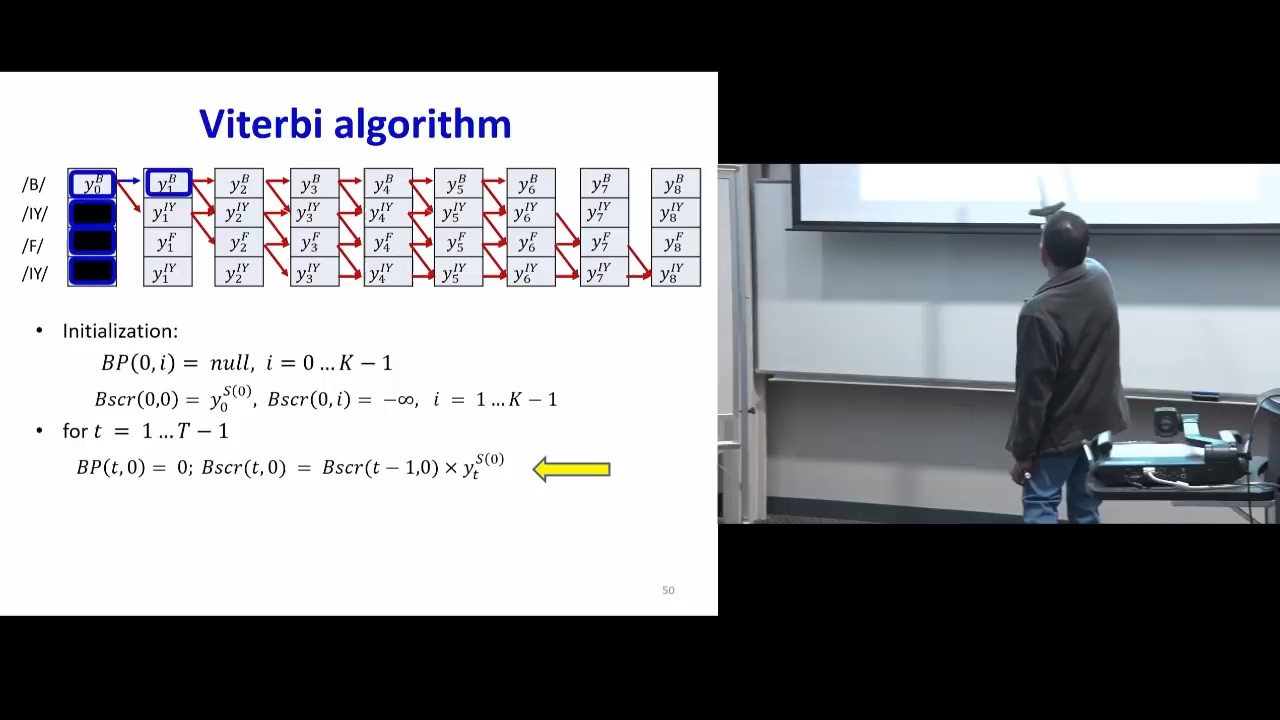 Viterbi algorithm
/B/ y_0^B y_1^B y_2^B y_3^B y_4^B y_5^B y_6^B y_7^B y_8^B
/IY/ y_1^{IY} y_2^{IY} y_3^{IY} y_4^{IY} y_5^{IY} y_6^{IY} y_7^{IY} y_8^{IY}
/F/ y_1^F y_2^F y_3^F y_4^F y_5^F y_6^F y_7^F y_8^F
/IY/ y_1^{IY} y_2^{IY} y_3^{IY} y_4^{IY} y_5^{IY} y_6^{IY} y_7^{IY} y_8^{IY}
• Initialization:
BP(0,i) = null, i = 0 … K − 1
Bscr(0,0) = y_0^{S(0)}, Bscr(0,i) = −∞, i = 1 … K − 1
• for t = 1 … T − 1
BP(t,0) = 0; Bscr(t,0) = Bscr(t − 1,0) × y_t^{S(0)}
50